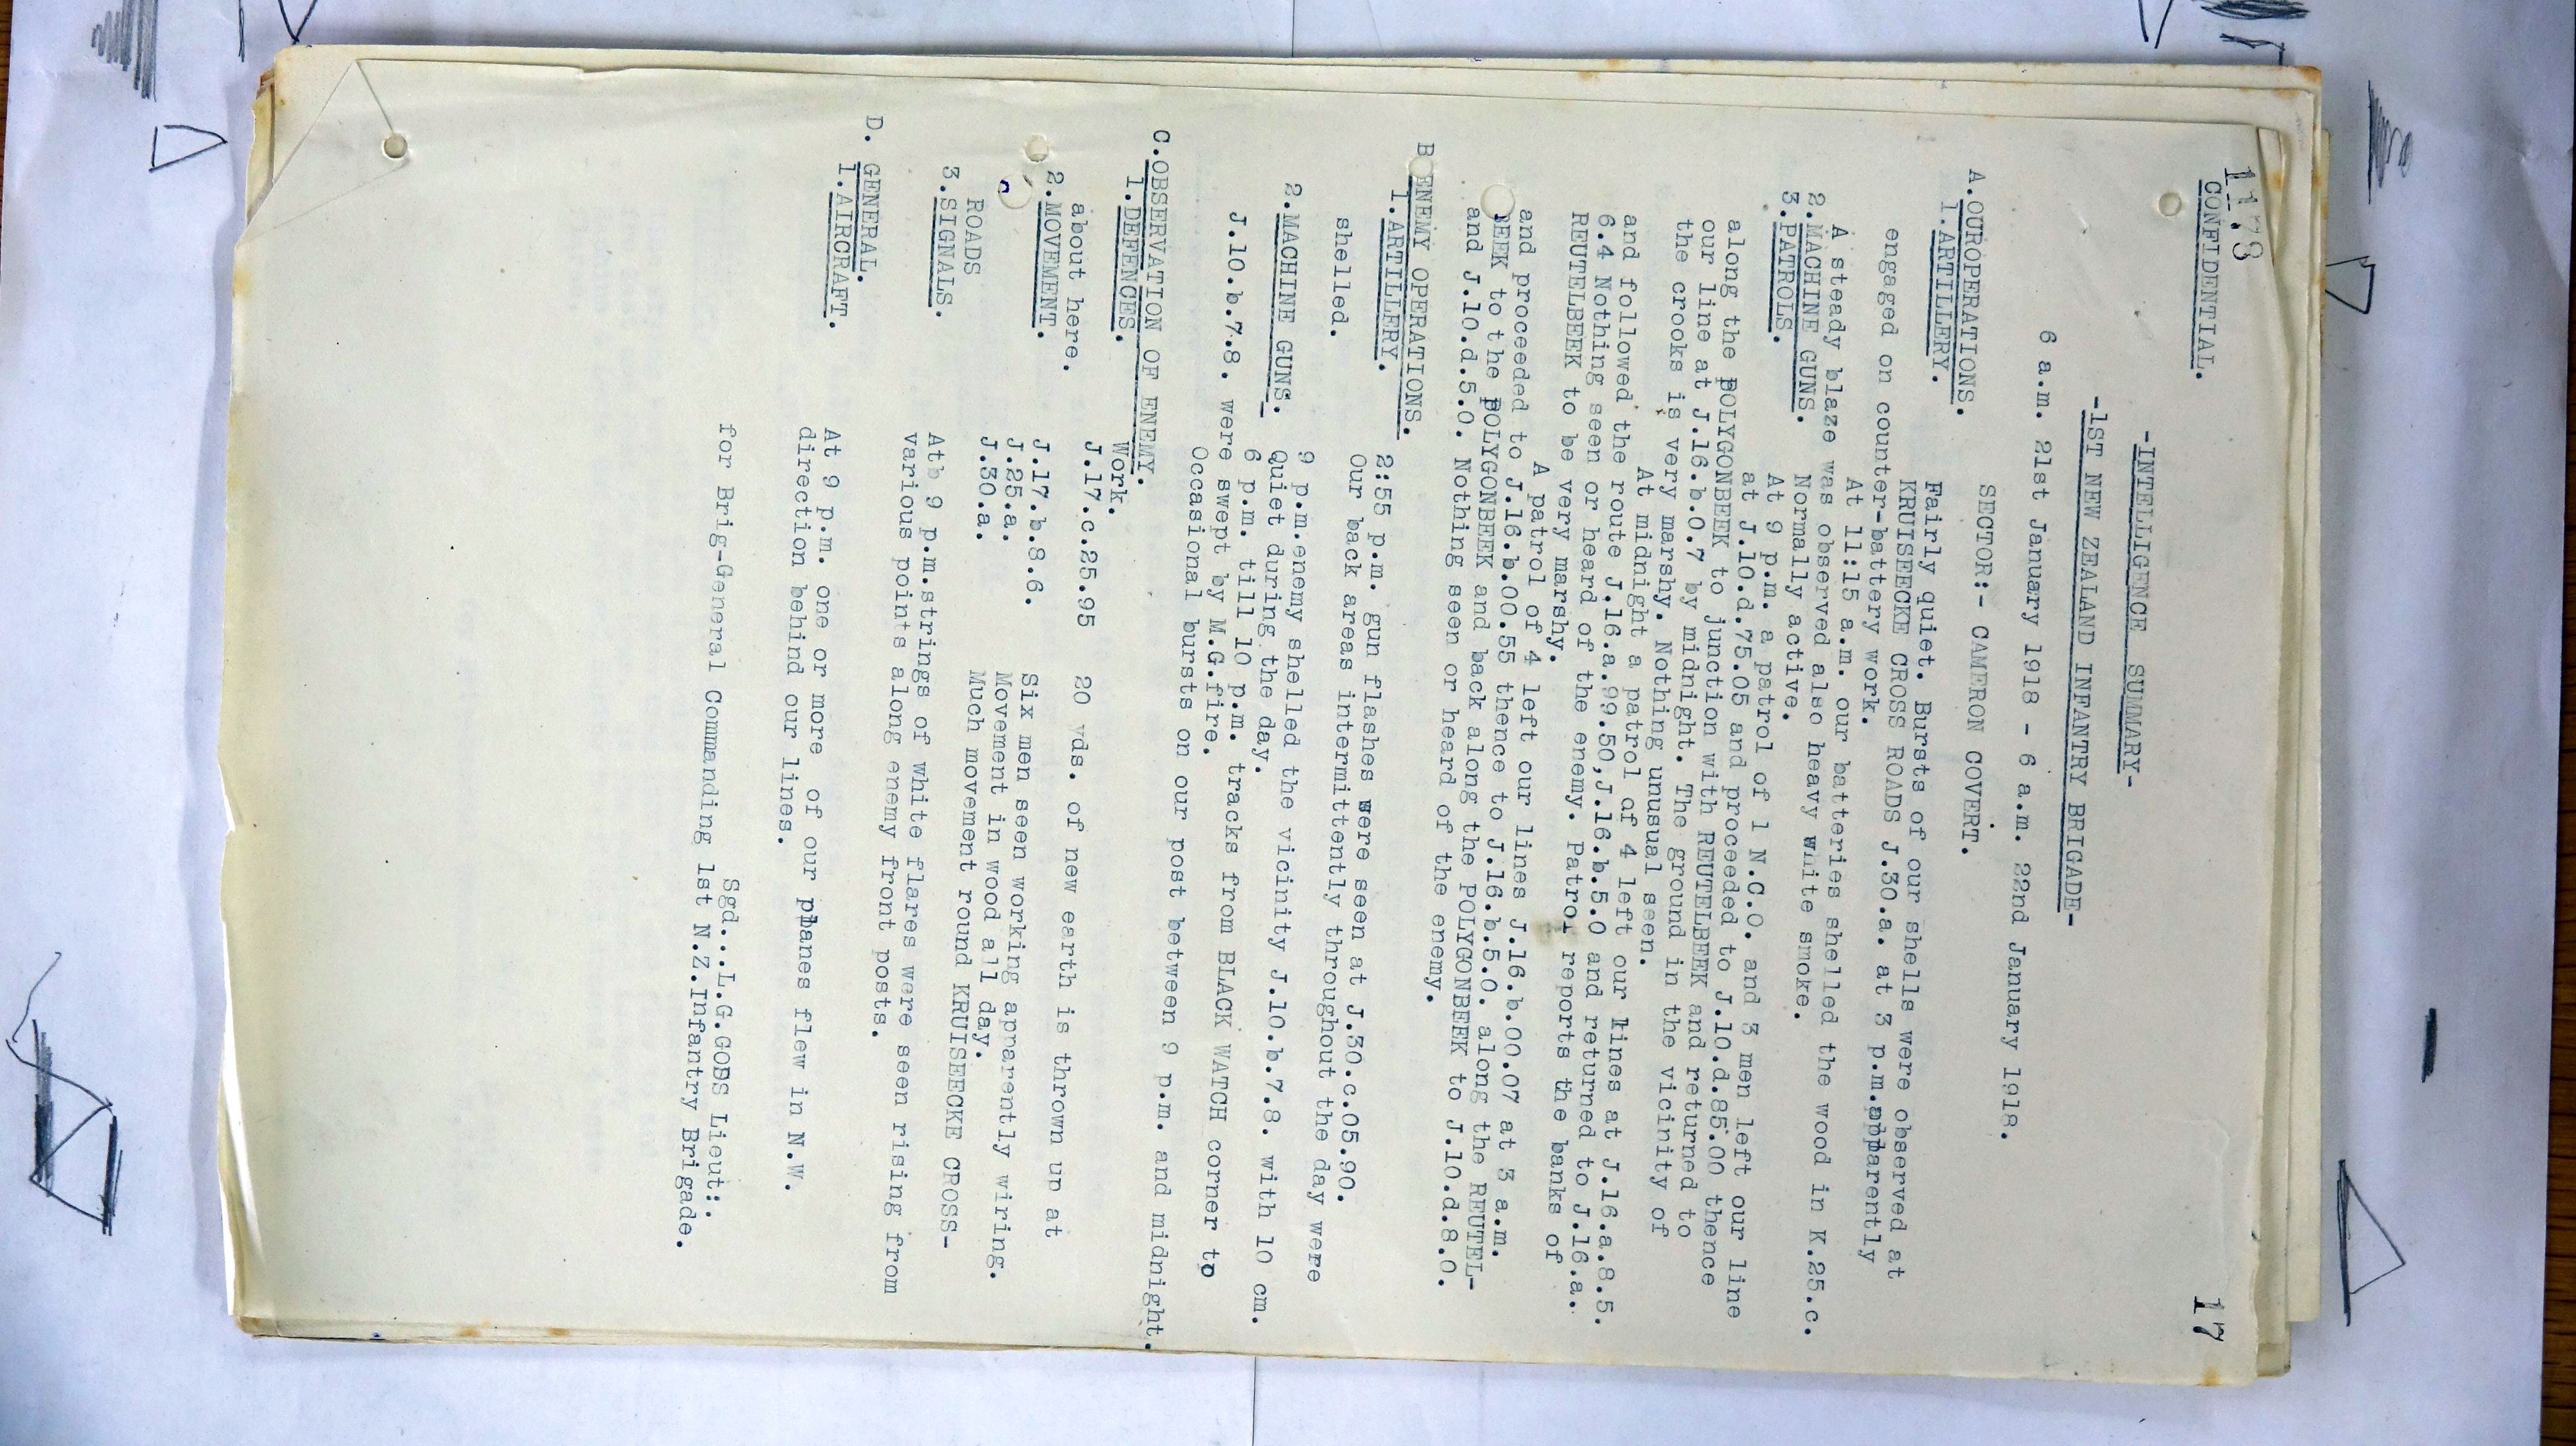 1178
17
CONFIDENTIAL.
-INTELLIGENCE SUMMARY-
-1ST NEW ZEALAND INFANTRY BRIGADE-
6 a.m. 21st January 1918 - 6 a.m. 22nd January 1918.
SECTOR:- CAMERON COVERT.
A.OUROPERATIONS.
1.ARTILLERY. Fairly quiet. Bursts of our shells were observed at
KRUISEECKE CROSS ROADS J.30.a. at 3 p.m.apparently
engaged on counter-battery work.
At 11:15 a.m. our batteries shelled the wood in K.25.c.
A steady blaze was observed also heavy white smoke.
2.MACHINE GUNS. Normally active.
3.PATROLS. At 9 p.m. a patrol of 1 N.C.O. and 3 men left our line
at J.10.d.75.05 and proceeded to J.10.d.85.00 thence
along the POLYGONBEEK to junction with REUTELBEEK and returned to
our line at J.16.b.0.7 by midnight. The ground in the vicinity of
the crooks is very marshy. Nothing unusual seen.
At midnight a patrol of 4 left our lines at J.16.a.8.5.
and followed the route J.16.a.99.50,J.16.b.5.0 and returned to J.16.a.
6.4 Nothing seen or heard of the enemy. Patrol reports the banks of
REUTELBEEK to be very marshy.
A patrol of 4 left our lines J.16.b.00.07 at 3 a.m.
and proceeded to J.16.b.00.55 thence to J.16.b.5.0. along the REUTEL-
BEEK to the POLYGONBEEK and back along the POLYGONBEEK to J.10.d.8.0.
and J.10.d.5.0. Nothing seen or heard of the enemy.
B ENEMY OPERATIONS.
1.ARTILLERY. 2:55 p.m. gun flashes were seen at J.30.c.05.90.
Our back areas intermittently throughout the day were
shelled.
9 p.m.enemy shelled the vicinity J.10.b.7.8. with 10 cm.
2.MACHINE GUNS. Quiet during the day.
6 p.m. till 10 p.m. tracks from BLACK WATCH corner to
J.10.b.7.8. were swept by M.G.fire.
Occasional bursts on our post between 9 p.m. and midnight.
C.OBSERVATION OF ENEMY.
1.DEFENCES. Work.
J.17.c.25.95 20 yds. of new earth is thrown up at
about here.
2.MOVEMENT. J.17.b.8.6. Six men seen working apparently wiring.
J.25.a. Movement in wood all day.
J.30.a. Much movement round KRUISEECKE CROSS-
ROADS
3.SIGNALS. At 9 p.m.strings of white flares were seen rising from
various points along enemy front posts.
D. GENERAL.
1.AIRCRAFT. At 9 p.m. one or more of our planes flew in N.W.
direction behind our lines.
Sgd...L.G.GOBS Lieut:.
for Brig-General Commanding 1st N.Z.Infantry Brigade.